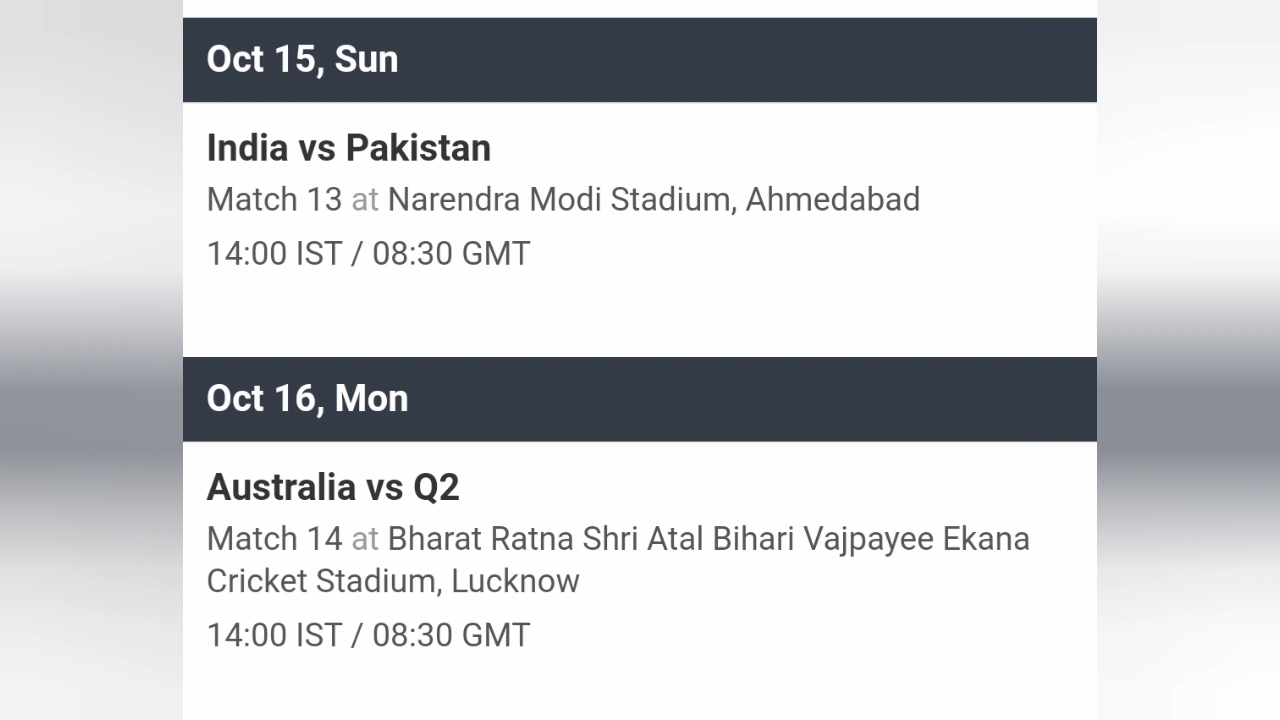 Oct 15, Sun
India vs Pakistan
Match 13 at Narendra Modi Stadium, Ahmedabad
14:00 IST / 08:30 GMT
Oct 16, Mon
Australia vs Q2
Match 14 at Bharat Ratna Shri Atal Bihari Vajpayee Ekana
Cricket Stadium, Lucknow
14:00 IST / 08:30 GMT